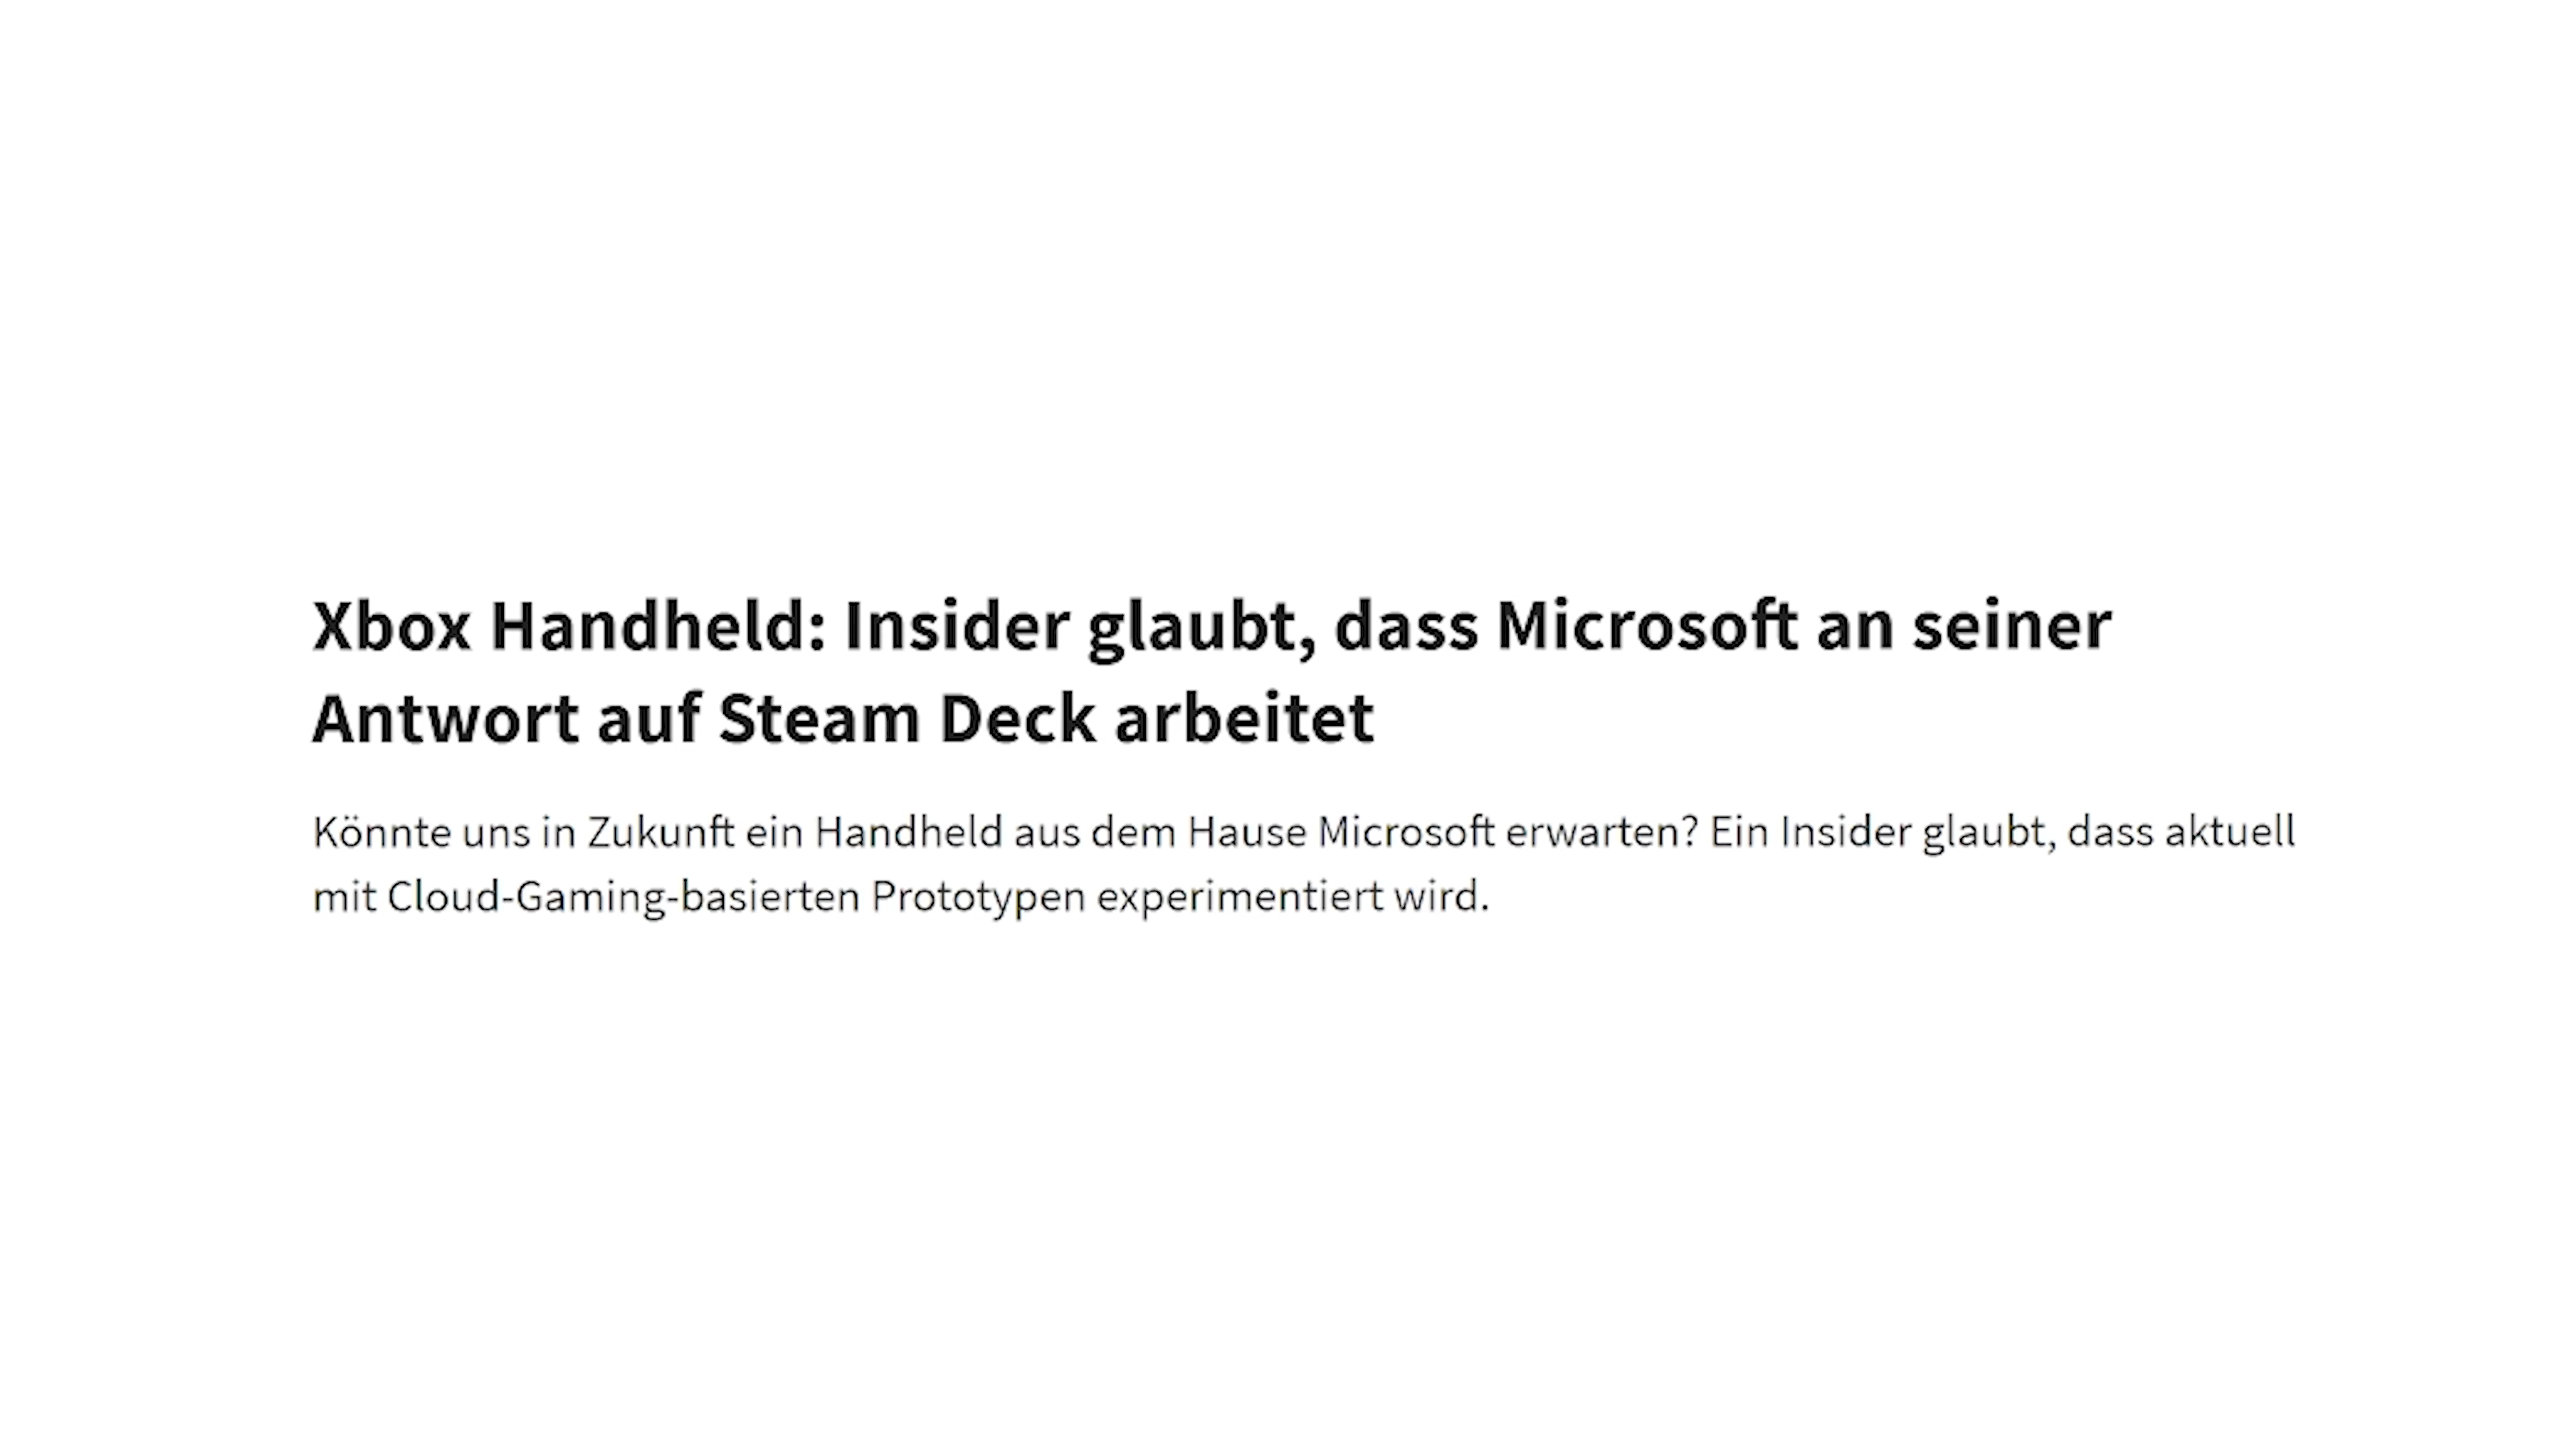 Xbox Handheld: Insider glaubt, dass Microsoft an seiner
Antwort auf Steam Deck arbeitet
Könnte uns in Zukunft ein Handheld aus dem Hause Microsoft erwarten? Ein Insider glaubt, dass aktuell
mit Cloud-Gaming-basierten Prototypen experimentiert wird.